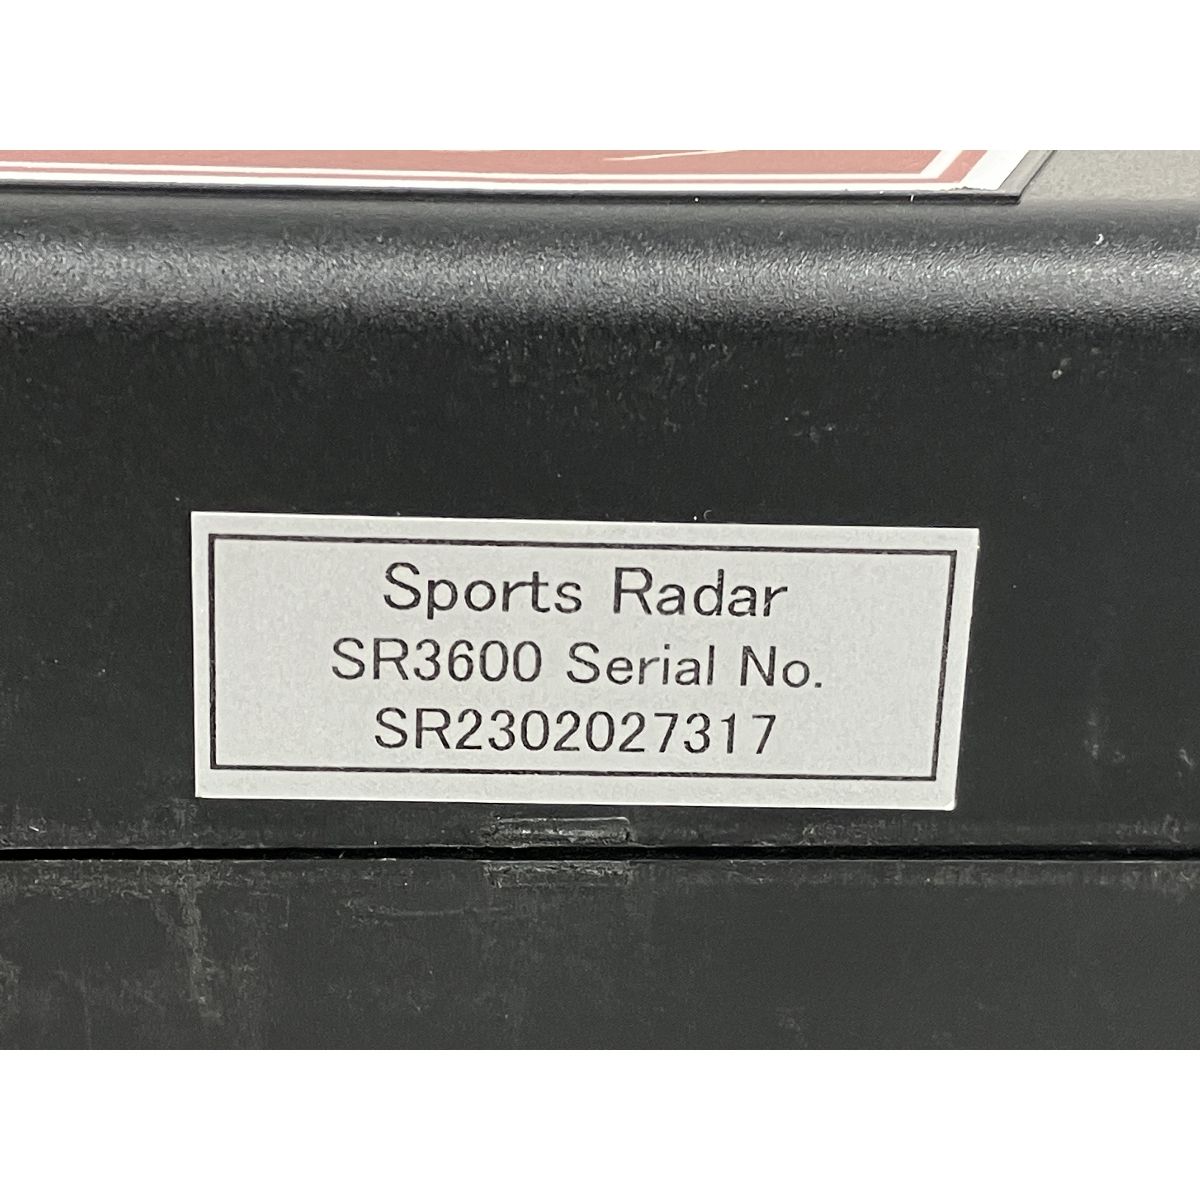 Sports Radar
SR3600 Serial No.
SR2302027317